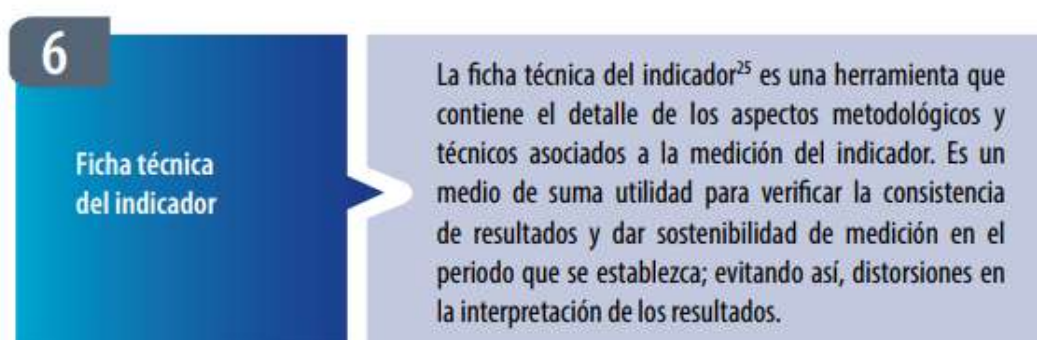 6
Ficha técnica
del indicador
La ficha técnica del indicador²⁵ es una herramienta que
contiene el detalle de los aspectos metodológicos y
técnicos asociados a la medición del indicador. Es un
medio de suma utilidad para verificar la consistencia
de resultados y dar sostenibilidad de medición en el
periodo que se establezca; evitando así, distorsiones en
la interpretación de los resultados.